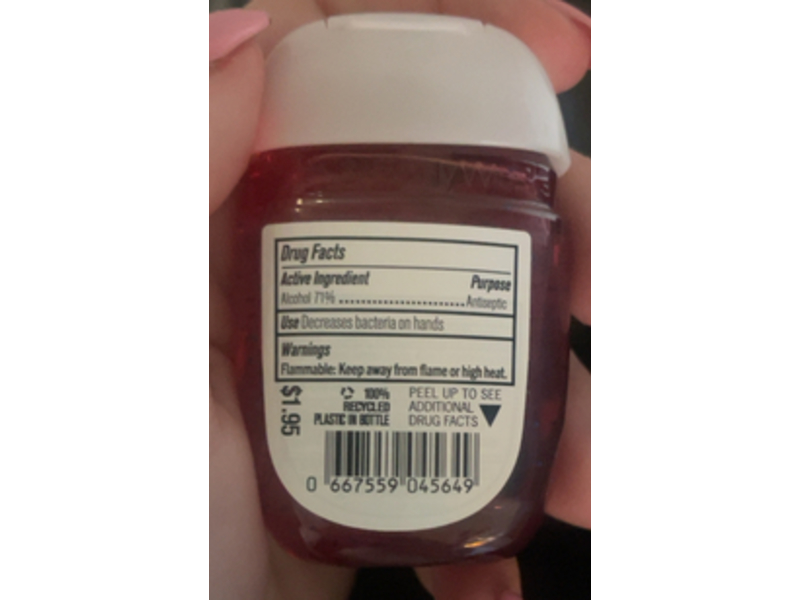 Drug Facts
Active Ingredient Purpose
Alcohol 71%........................Antiseptic
Use Decreases bacteria on hands
Warnings
Flammable: Keep away from flame or high heat.
$1.95
100%
RECYCLED
PLASTIC IN BOTTLE
PEEL UP TO SEE
ADDITIONAL
DRUG FACTS
0 667559 045649